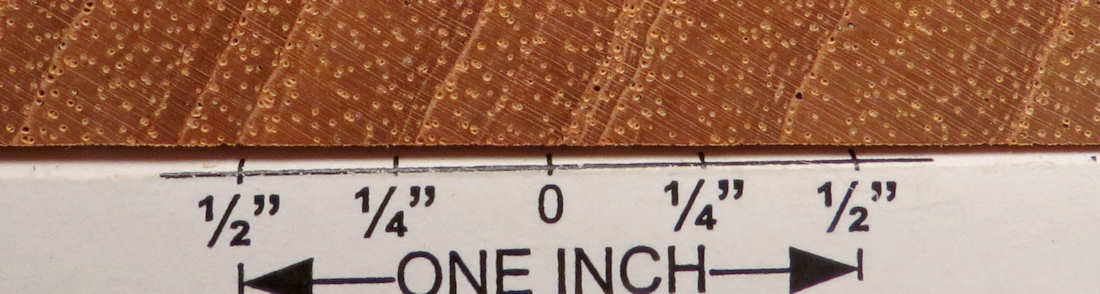 ½” ¼” 0 ¼” ½”
ONE INCH